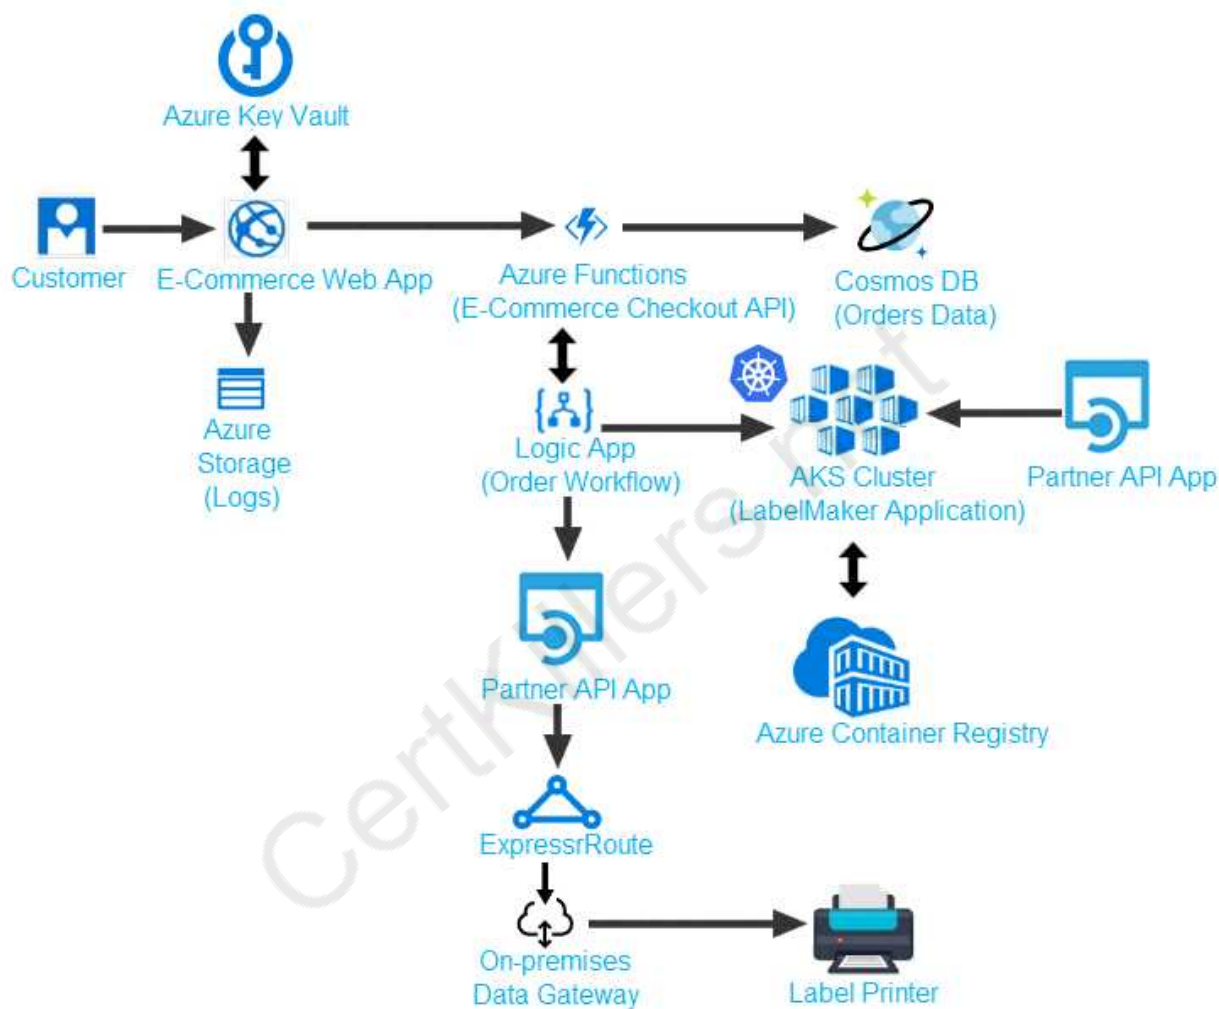 Azure Key Vault
Customer
E-Commerce Web App
Azure Functions
(E-Commerce Checkout API)
Cosmos DB
(Orders Data)
Azure
Storage
(Logs)
Logic App
(Order Workflow)
AKS Cluster
(LabelMaker Application)
Partner API App
Partner API App
Azure Container Registry
ExpressrRoute
On-premises
Data Gateway
Label Printer
CertKillers.net